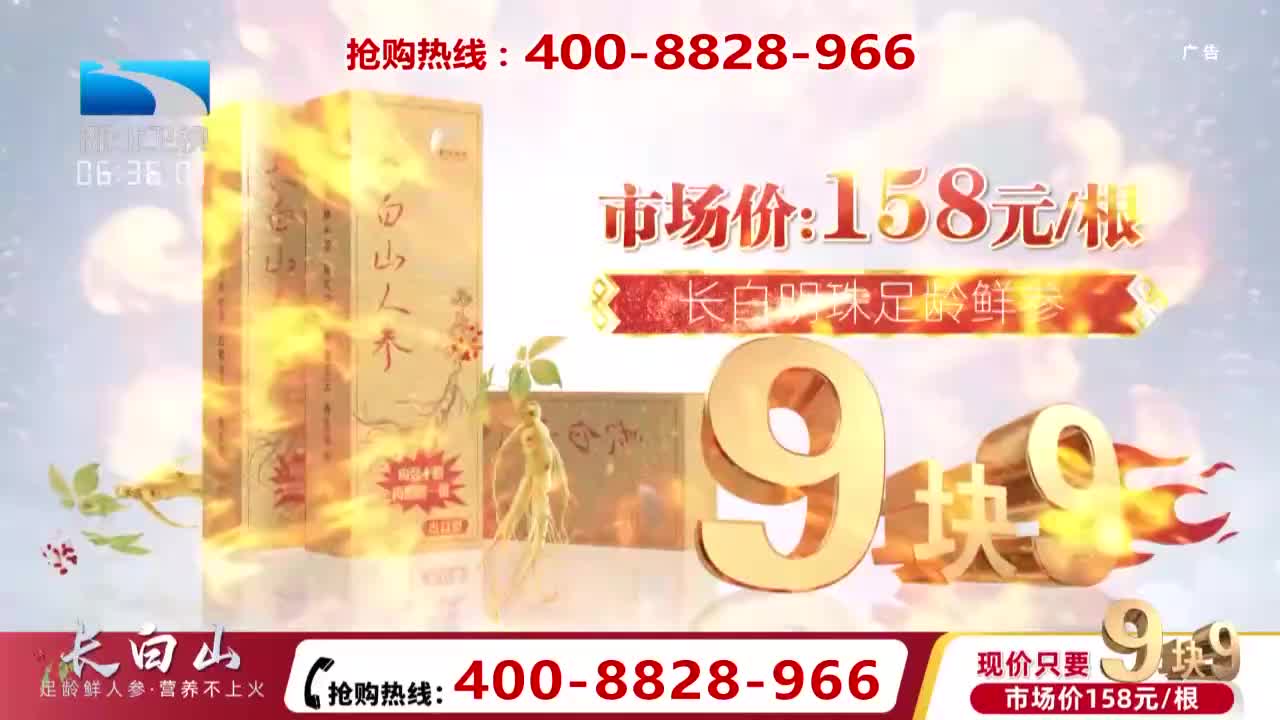 抢购热线：400-8828-966
广告
06:36:0
市场价:158元/根
长白明珠足龄鲜参
9块9
白山
白山人参
长白山
足龄鲜人参·营养不上火
抢购热线:400-8828-966
现价只要9块9
市场价158元/根